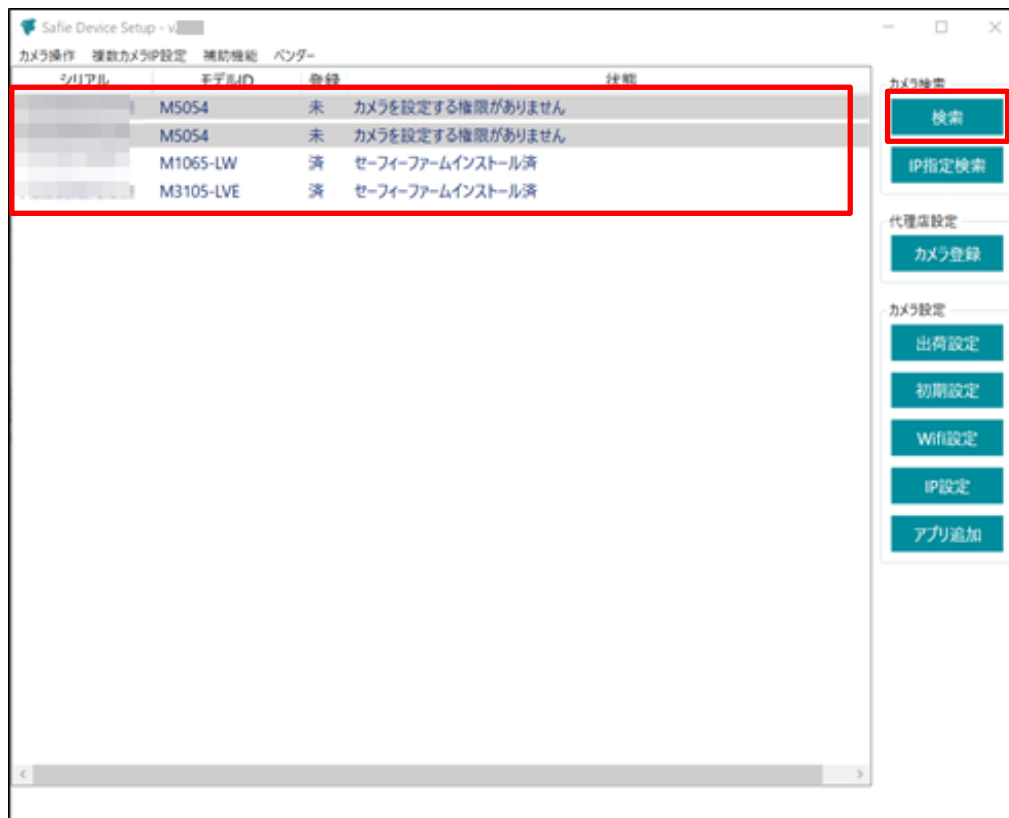 Safie Device Setup - v.
カメラ操作 複数カメラIP設定 補助機能 ベンダー
シリアル モデルID 登録 状態
M5054 未 カメラを設定する権限がありません
M5054 未 カメラを設定する権限がありません
M1065-LW 済 セーフィーファームインストール済
M3105-LVE 済 セーフィーファームインストール済
カメラ検索
検索
IP指定検索
代理店設定
カメラ登録
カメラ設定
出荷設定
初期設定
Wifi設定
IP設定
アプリ追加